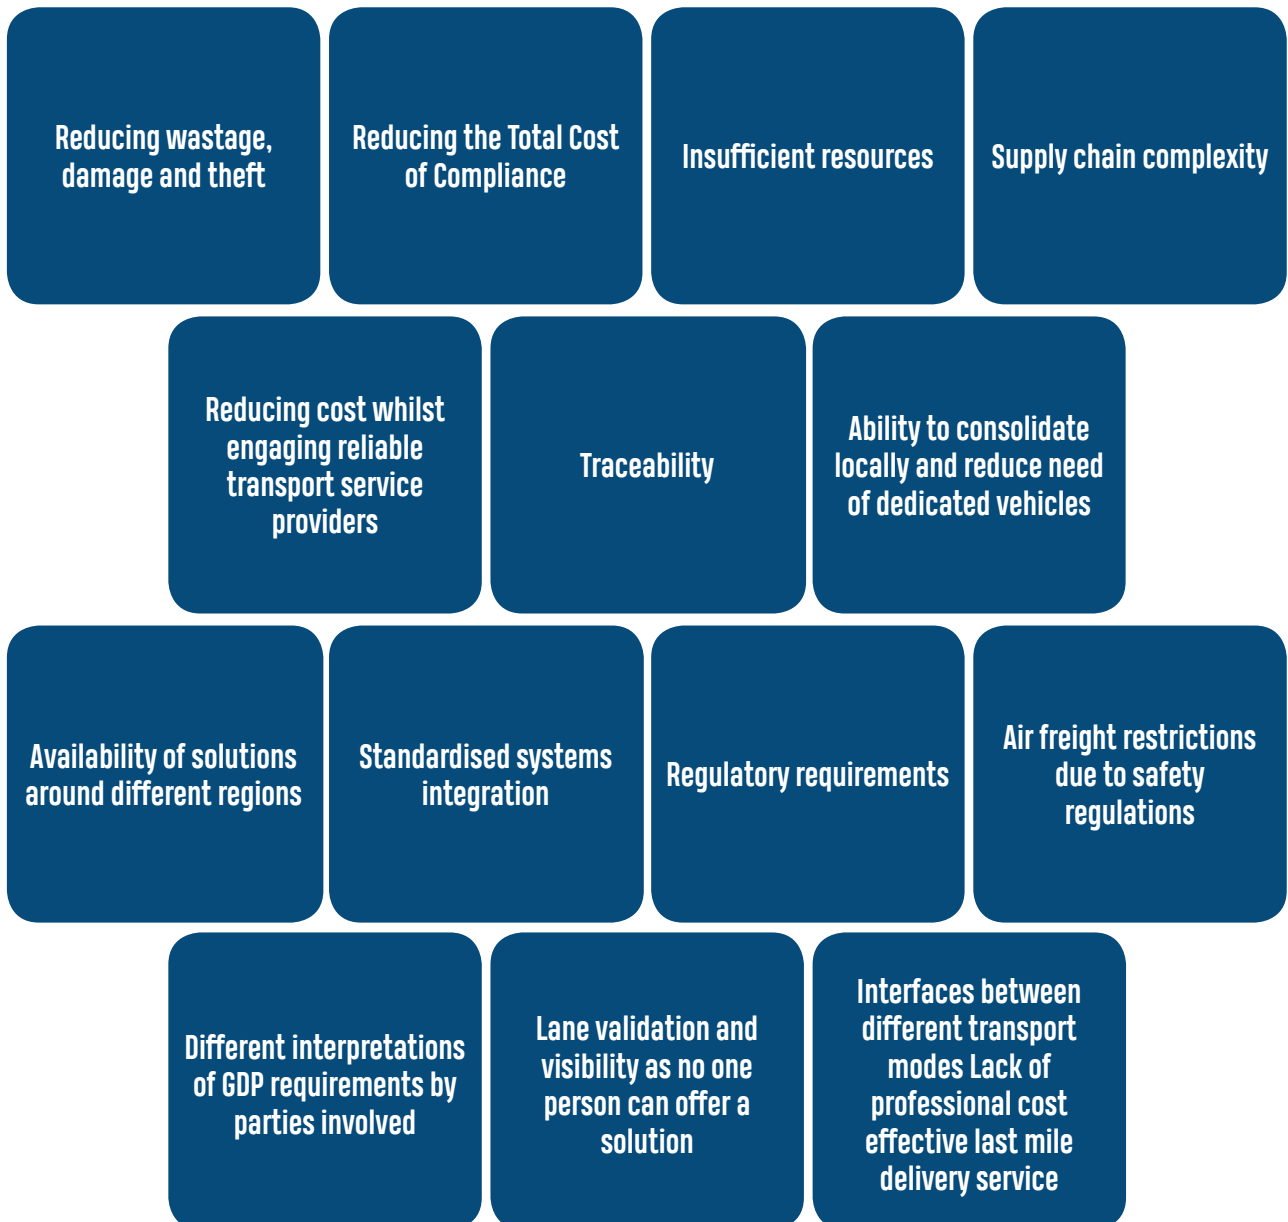 Reducing wastage,
damage and theft
Reducing the Total Cost
of Compliance
Insufficient resources
Supply chain complexity
Reducing cost whilst
engaging reliable
transport service
providers
Traceability
Ability to consolidate
locally and reduce need
of dedicated vehicles
Availability of solutions
around different regions
Standardised systems
integration
Regulatory requirements
Air freight restrictions
due to safety
regulations
Different interpretations
of GDP requirements by
parties involved
Lane validation and
visibility as no one
person can offer a
solution
Interfaces between
different transport
modes Lack of
professional cost
effective last mile
delivery service